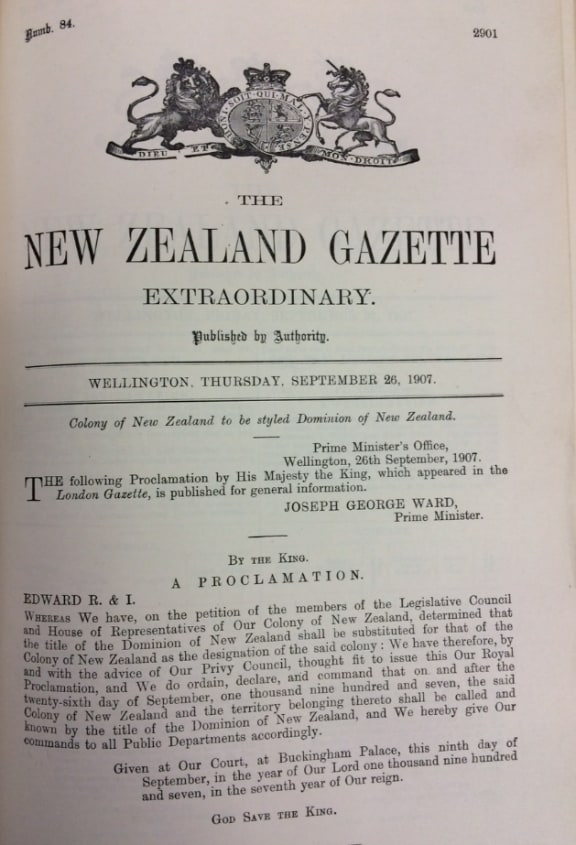 Numb. 84.
2901
HONI · SOIT · QUI · MAL · Y · PENSE
DIEU ET MON DROIT
THE
NEW ZEALAND GAZETTE
EXTRAORDINARY.
Published by Authority.
WELLINGTON, THURSDAY, SEPTEMBER 26, 1907.
Colony of New Zealand to be styled Dominion of New Zealand.
Prime Minister's Office,
Wellington, 26th September, 1907.
THE following Proclamation by His Majesty the King, which appeared in the
London Gazette, is published for general information.
JOSEPH GEORGE WARD,
Prime Minister.
BY THE KING.
A PROCLAMATION.
EDWARD R. & I.
WHEREAS We have, on the petition of the members of the Legislative Council
and House of Representatives of Our Colony of New Zealand, determined that
the title of the Dominion of New Zealand shall be substituted for that of the
Colony of New Zealand as the designation of the said colony: We have therefore, by
and with the advice of Our Privy Council, thought fit to issue this Our Royal
Proclamation, and We do ordain, declare, and command that on and after the
twenty-sixth day of September, one thousand nine hundred and seven, the said
Colony of New Zealand and the territory belonging thereto shall be called and
known by the title of the Dominion of New Zealand, and We hereby give Our
commands to all Public Departments accordingly.
Given at Our Court, at Buckingham Palace, this ninth day of
September, in the year of Our Lord one thousand nine hundred
and seven, in the seventh year of Our reign.
GOD SAVE THE KING.